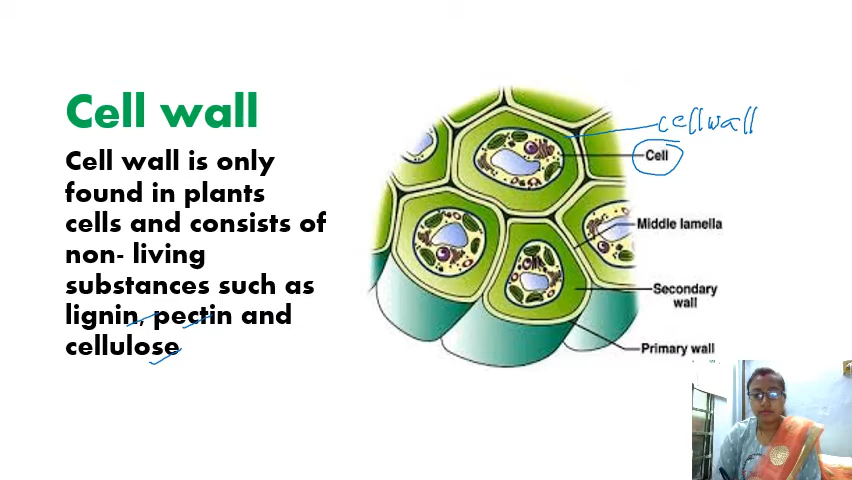 Cell wall
Cell wall is only
found in plants
cells and consists of
non- living
substances such as
lignin, pectin and
cellulose
cellwall
Cell
Middle lamella
Secondary
wall
Primary wall